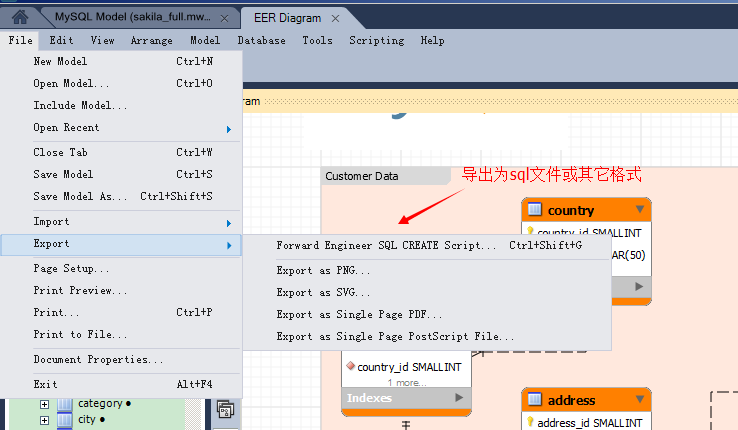 MySQL Model (sakila_full.mw...
EER Diagram
File Edit View Arrange Model Database Tools Scripting Help
New Model Ctrl+N
Open Model... Ctrl+O
Include Model...
Open Recent
Close Tab Ctrl+W
Save Model Ctrl+S
Save Model As... Ctrl+Shift+S
Import
Export
Page Setup...
Print Preview...
Print... Ctrl+P
Print to File...
Document Properties...
Exit Alt+F4
Forward Engineer SQL CREATE Script... Ctrl+Shift+G
Export as PNG...
Export as SVG...
Export as Single Page PDF...
Export as Single Page PostScript File...
Customer Data
导出为sql文件或其它格式
country
country_id SMALLINT
AR(50)
country_id SMALLINT
1 more...
Indexes
address
address_id SMALLINT
category
city